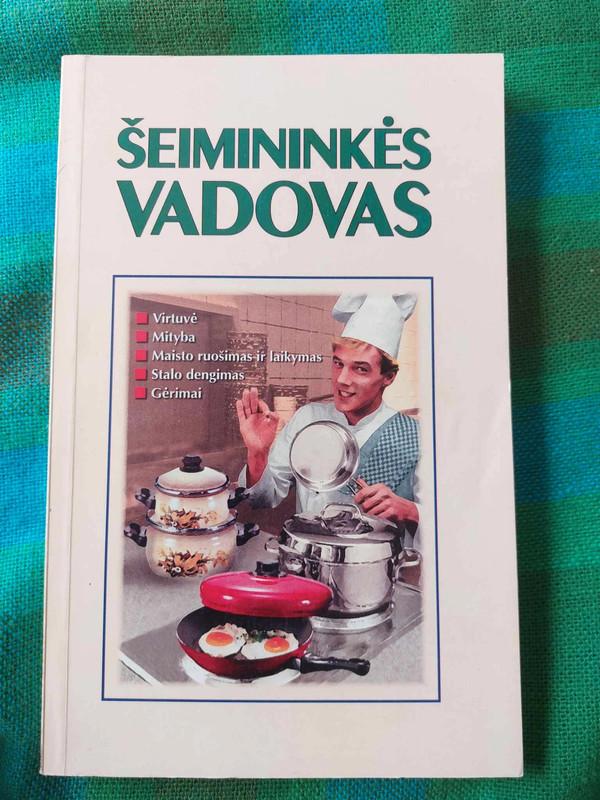 ŠEIMININKĖS
VADOVAS
Virtuvė
Mityba
Maisto ruošimas ir laikymas
Stalo dengimas
Gėrimai